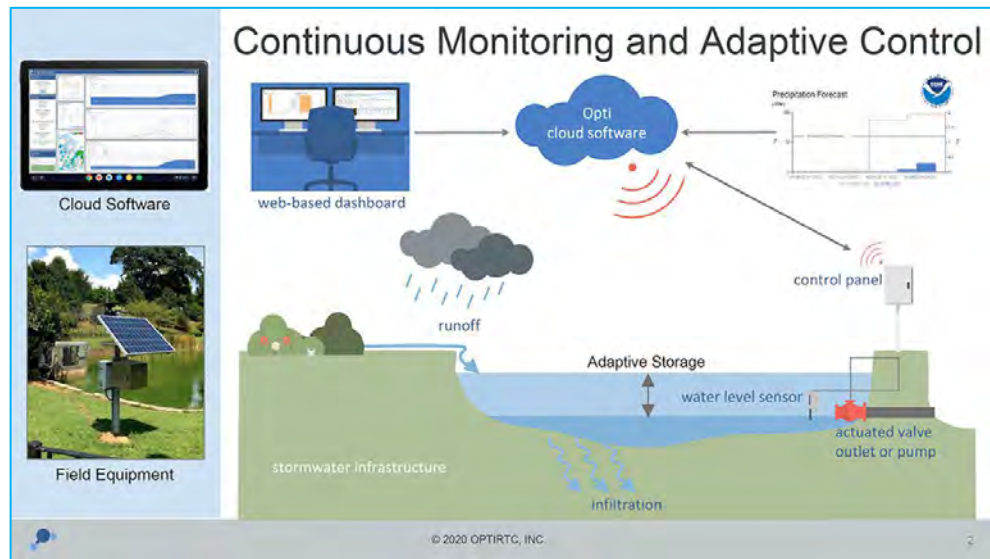 Continuous Monitoring and Adaptive Control
Cloud Software
Field Equipment
web-based dashboard
Opti
cloud software
Precipitation Forecast
runoff
control panel
Adaptive Storage
water level sensor
actuated valve
outlet or pump
stormwater infrastructure
infiltration
© 2020 OPTIRTC, INC.
2